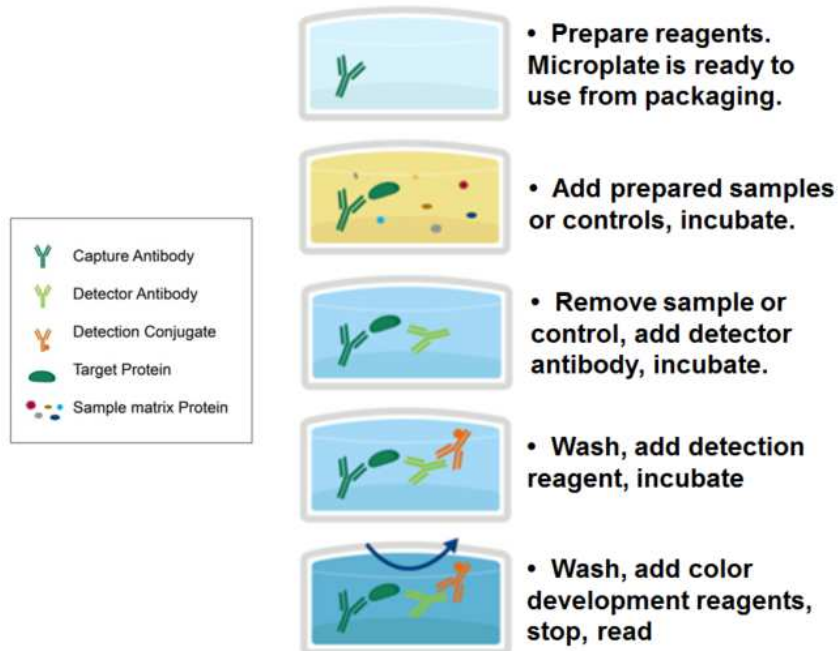 • Prepare reagents.
Microplate is ready to
use from packaging.
• Add prepared samples
or controls, incubate.
Capture Antibody
Detector Antibody
Detection Conjugate
Target Protein
Sample matrix Protein
• Remove sample or
control, add detector
antibody, incubate.
• Wash, add detection
reagent, incubate
• Wash, add color
development reagents,
stop, read